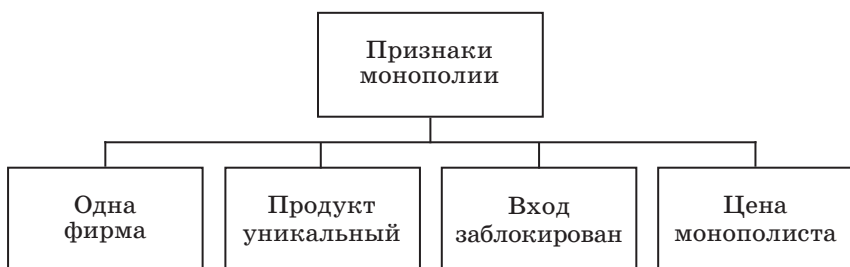 Признаки
монополии
Одна
фирма
Продукт
уникальный
Вход
заблокирован
Цена
монополиста